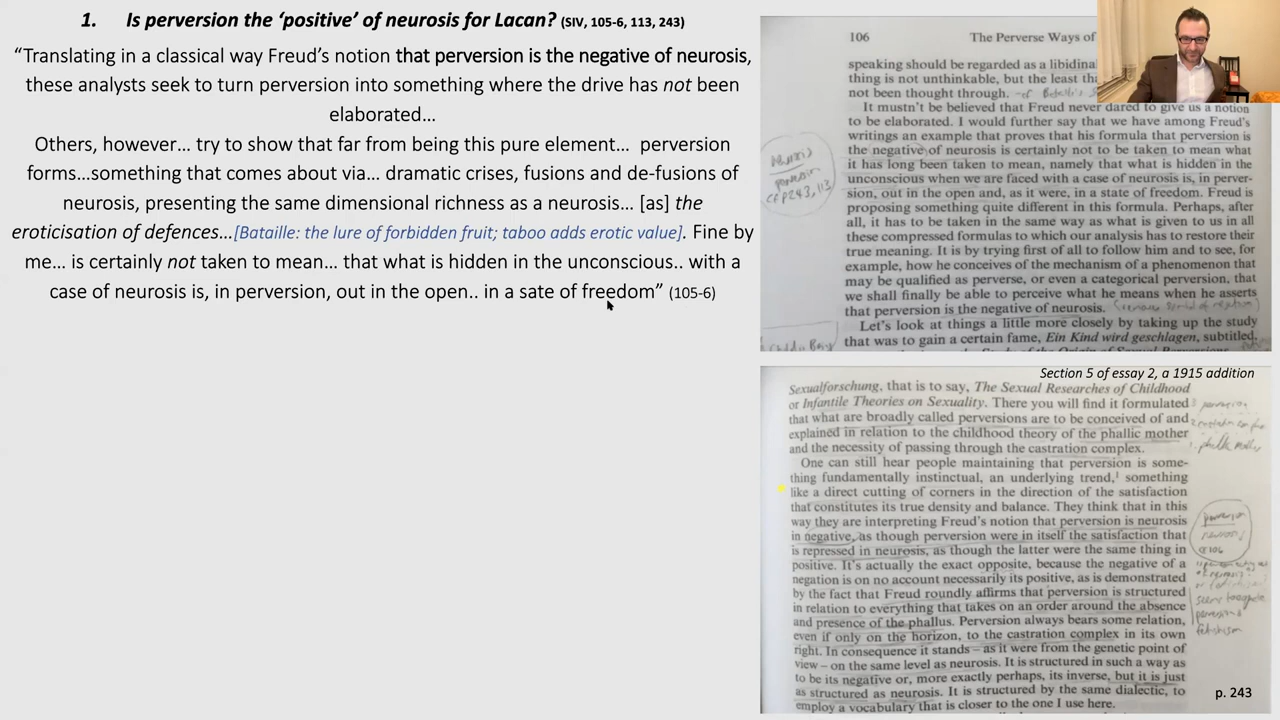 1. Is perversion the ‘positive’ of neurosis for Lacan? (SIV, 105-6, 113, 243)
“Translating in a classical way Freud’s notion that perversion is the negative of neurosis,
these analysts seek to turn perversion into something where the drive has not been
elaborated…
Others, however… try to show that far from being this pure element… perversion
forms…something that comes about via… dramatic crises, fusions and de-fusions of
neurosis, presenting the same dimensional richness as a neurosis… [as] the
eroticisation of defences…[Bataille: the lure of forbidden fruit; taboo adds erotic value]. Fine by
me… is certainly not taken to mean… that what is hidden in the unconscious.. with a
case of neurosis is, in perversion, out in the open.. in a sate of freedom” (105-6)
106 The Perverse Ways of
speaking should be regarded as a libidina
thing is not unthinkable, but the least th
not been thought through.
It mustn't be believed that Freud never dared to give us a notion
to be elaborated. I would further say that we have among Freud's
writings an example that proves that his formula that perversion is
the negative of neurosis is certainly not to be taken to mean what
it has long been taken to mean, namely that what is hidden in the
unconscious when we are faced with a case of neurosis is, in perver-
sion, out in the open and, as it were, in a state of freedom. Freud is
proposing something quite different in this formula. Perhaps, after
all, it has to be taken in the same way as what is given to us in all
these compressed formulas to which our analysis has to restore their
true meaning. It is by trying first of all to follow him and to see, for
example, how he conceives of the mechanism of a phenomenon that
may be qualified as perverse, or even a categorical perversion, that
we shall finally be able to perceive what he means when he asserts
that perversion is the negative of neurosis.
Let's look at things a little more closely by taking up the study
that was to gain a certain fame, Ein Kind wird geschlagen, subtitled,
neurosis
perversion
cf p243, 113
Section 5 of essay 2, a 1915 addition
Sexualforschung, that is to say, The Sexual Researches of Childhood
or Infantile Theories on Sexuality. There you will find it formulated
that what are broadly called perversions are to be conceived of and
explained in relation to the childhood theory of the phallic mother
and the necessity of passing through the castration complex.
One can still hear people maintaining that perversion is some-
thing fundamentally instinctual, an underlying trend,¹ something
like a direct cutting of corners in the direction of the satisfaction
that constitutes its true density and balance. They think that in this
way they are interpreting Freud's notion that perversion is neurosis
in negative, as though perversion were in itself the satisfaction that
is repressed in neurosis, as though the latter were the same thing in
positive. It's actually the exact opposite, because the negative of a
negation is on no account necessarily its positive, as is demonstrated
by the fact that Freud roundly affirms that perversion is structured
in relation to everything that takes on an order around the absence
and presence of the phallus. Perversion always bears some relation,
even if only on the horizon, to the castration complex in its own
right. In consequence it stands – as it were from the genetic point of
view – on the same level as neurosis. It is structured in such a way as
to be its negative or, more exactly perhaps, its inverse, but it is just
as structured as neurosis. It is structured by the same dialectic, to
employ a vocabulary that is closer to the one I use here.
perversion
phallic mother
perversion
neurosis
cf 106
fetishism
p. 243